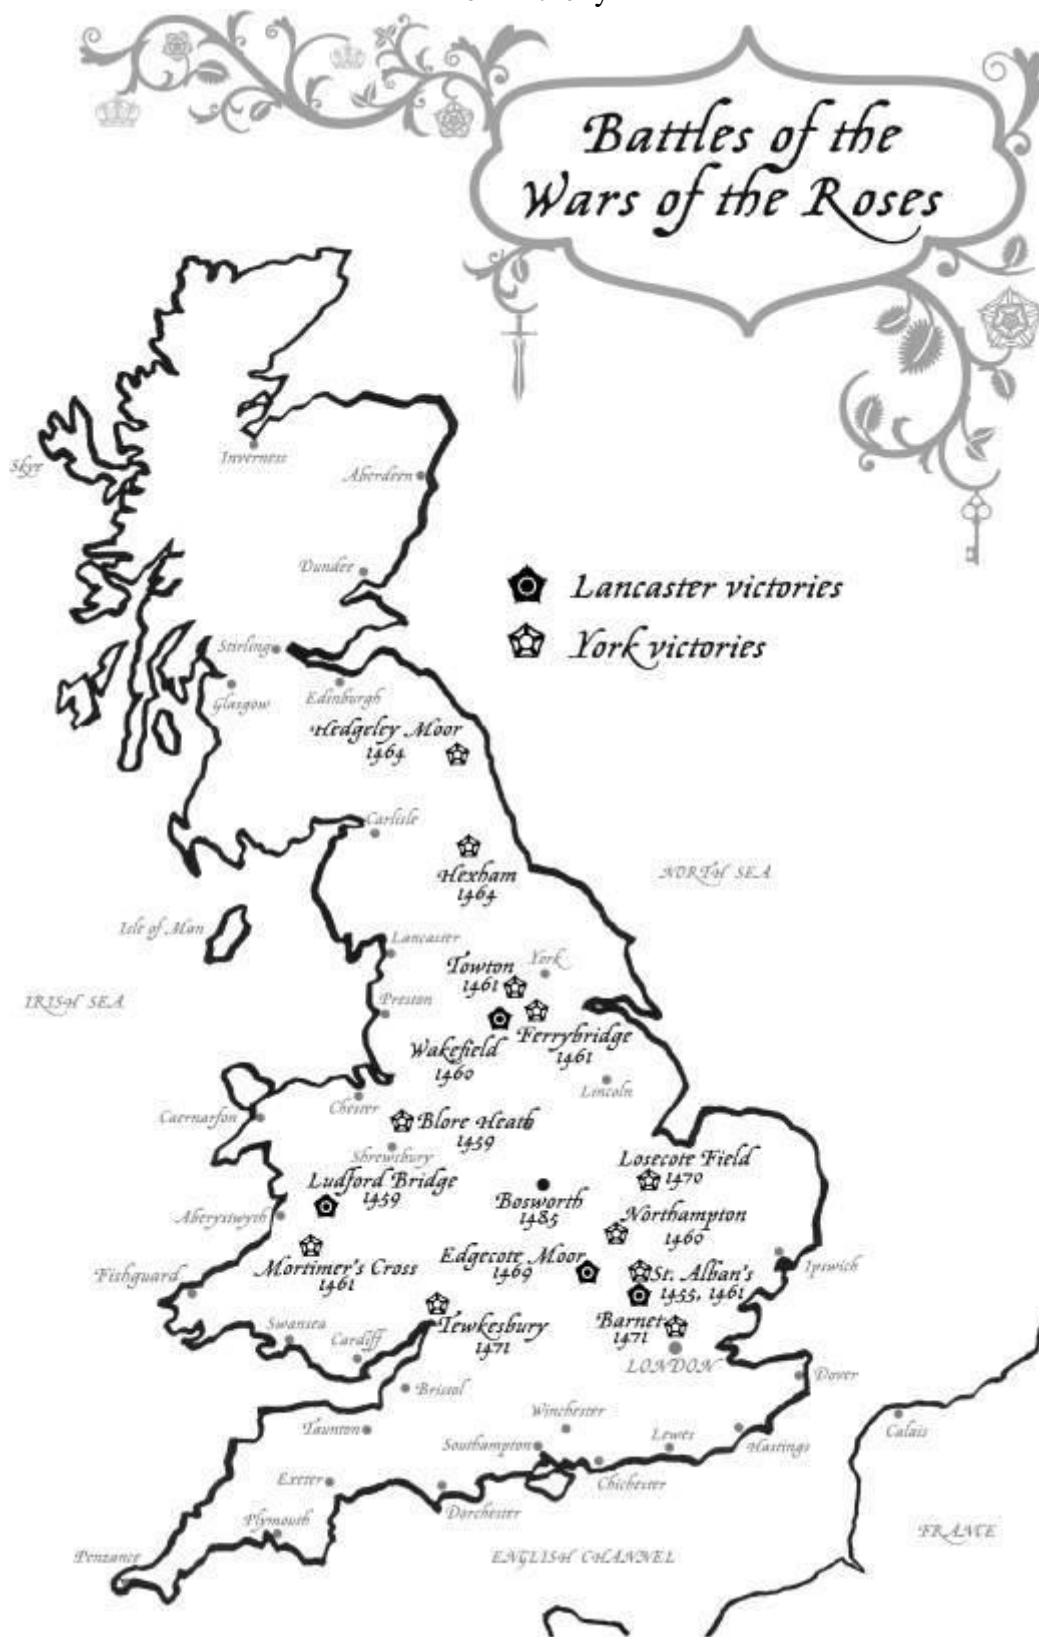 Battles of the
Wars of the Roses
Inverness
Skye
Aberdeen
Dundee
Lancaster victories
York victories
Stirling
Glasgow
Edinburgh
Hedgeley Moor
1464
Carlisle
Hexham
1464
NORTH SEA
Isle of Man
Lancaster
Towton
1461
York
IRISH SEA
Preston
Wakefield
1460
Ferrybridge
1461
Lincoln
Chester
Caernarfon
Blore Heath
1459
Shrewsbury
Losecote Field
1470
Ludford Bridge
1459
Bosworth
1485
Northampton
1460
Aberystwyth
Edgecote Moor
1469
St. Alban's
1455, 1461
Ipswich
Mortimer's Cross
1461
Fishguard
Tewkesbury
1471
Barnet
1471
Swansea
Cardiff
LONDON
Dover
Bristol
Winchester
Taunton
Southampton
Lewes
Hastings
Calais
Exeter
Chichester
Dorchester
Plymouth
Penzance
ENGLISH CHANNEL
FRANCE